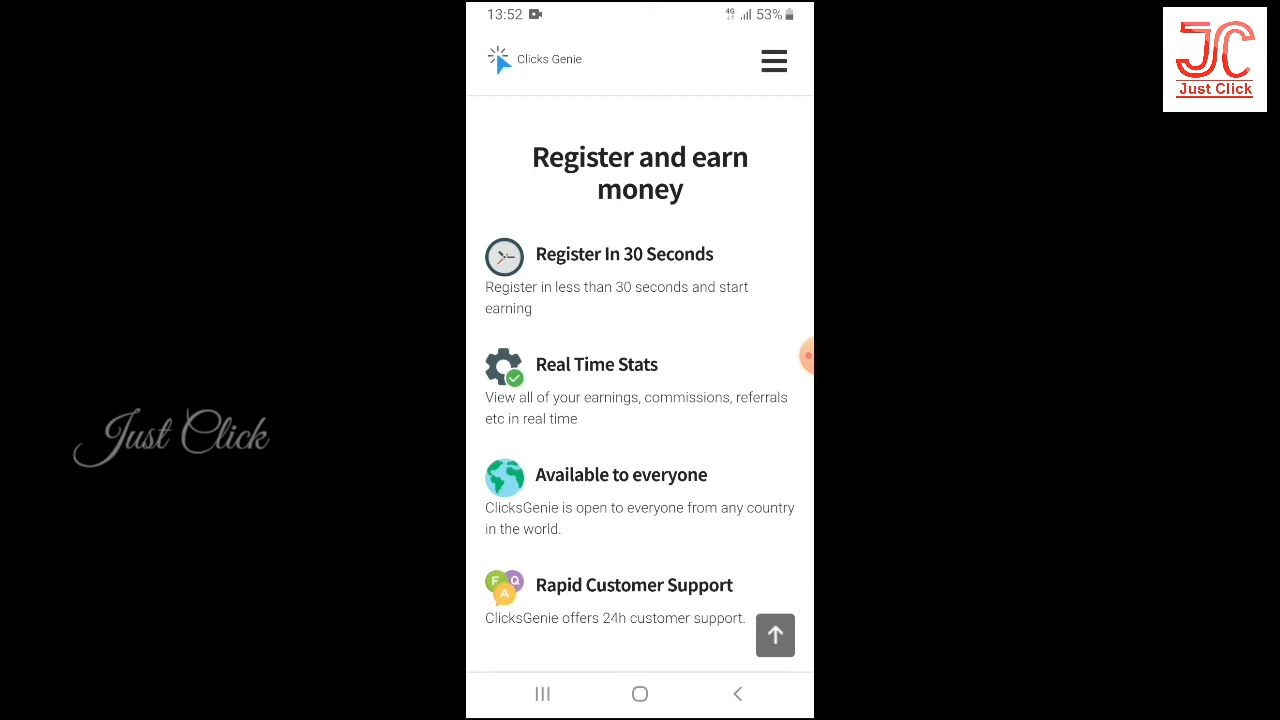 13:52
4G
53%
JC
Just Click
Clicks Genie
Register and earn
money
Register In 30 Seconds
Register in less than 30 seconds and start
earning
Real Time Stats
View all of your earnings, commissions, referrals
etc in real time
Just Click
Available to everyone
ClicksGenie is open to everyone from any country
in the world.
F Q
A
Rapid Customer Support
ClicksGenie offers 24h customer support.